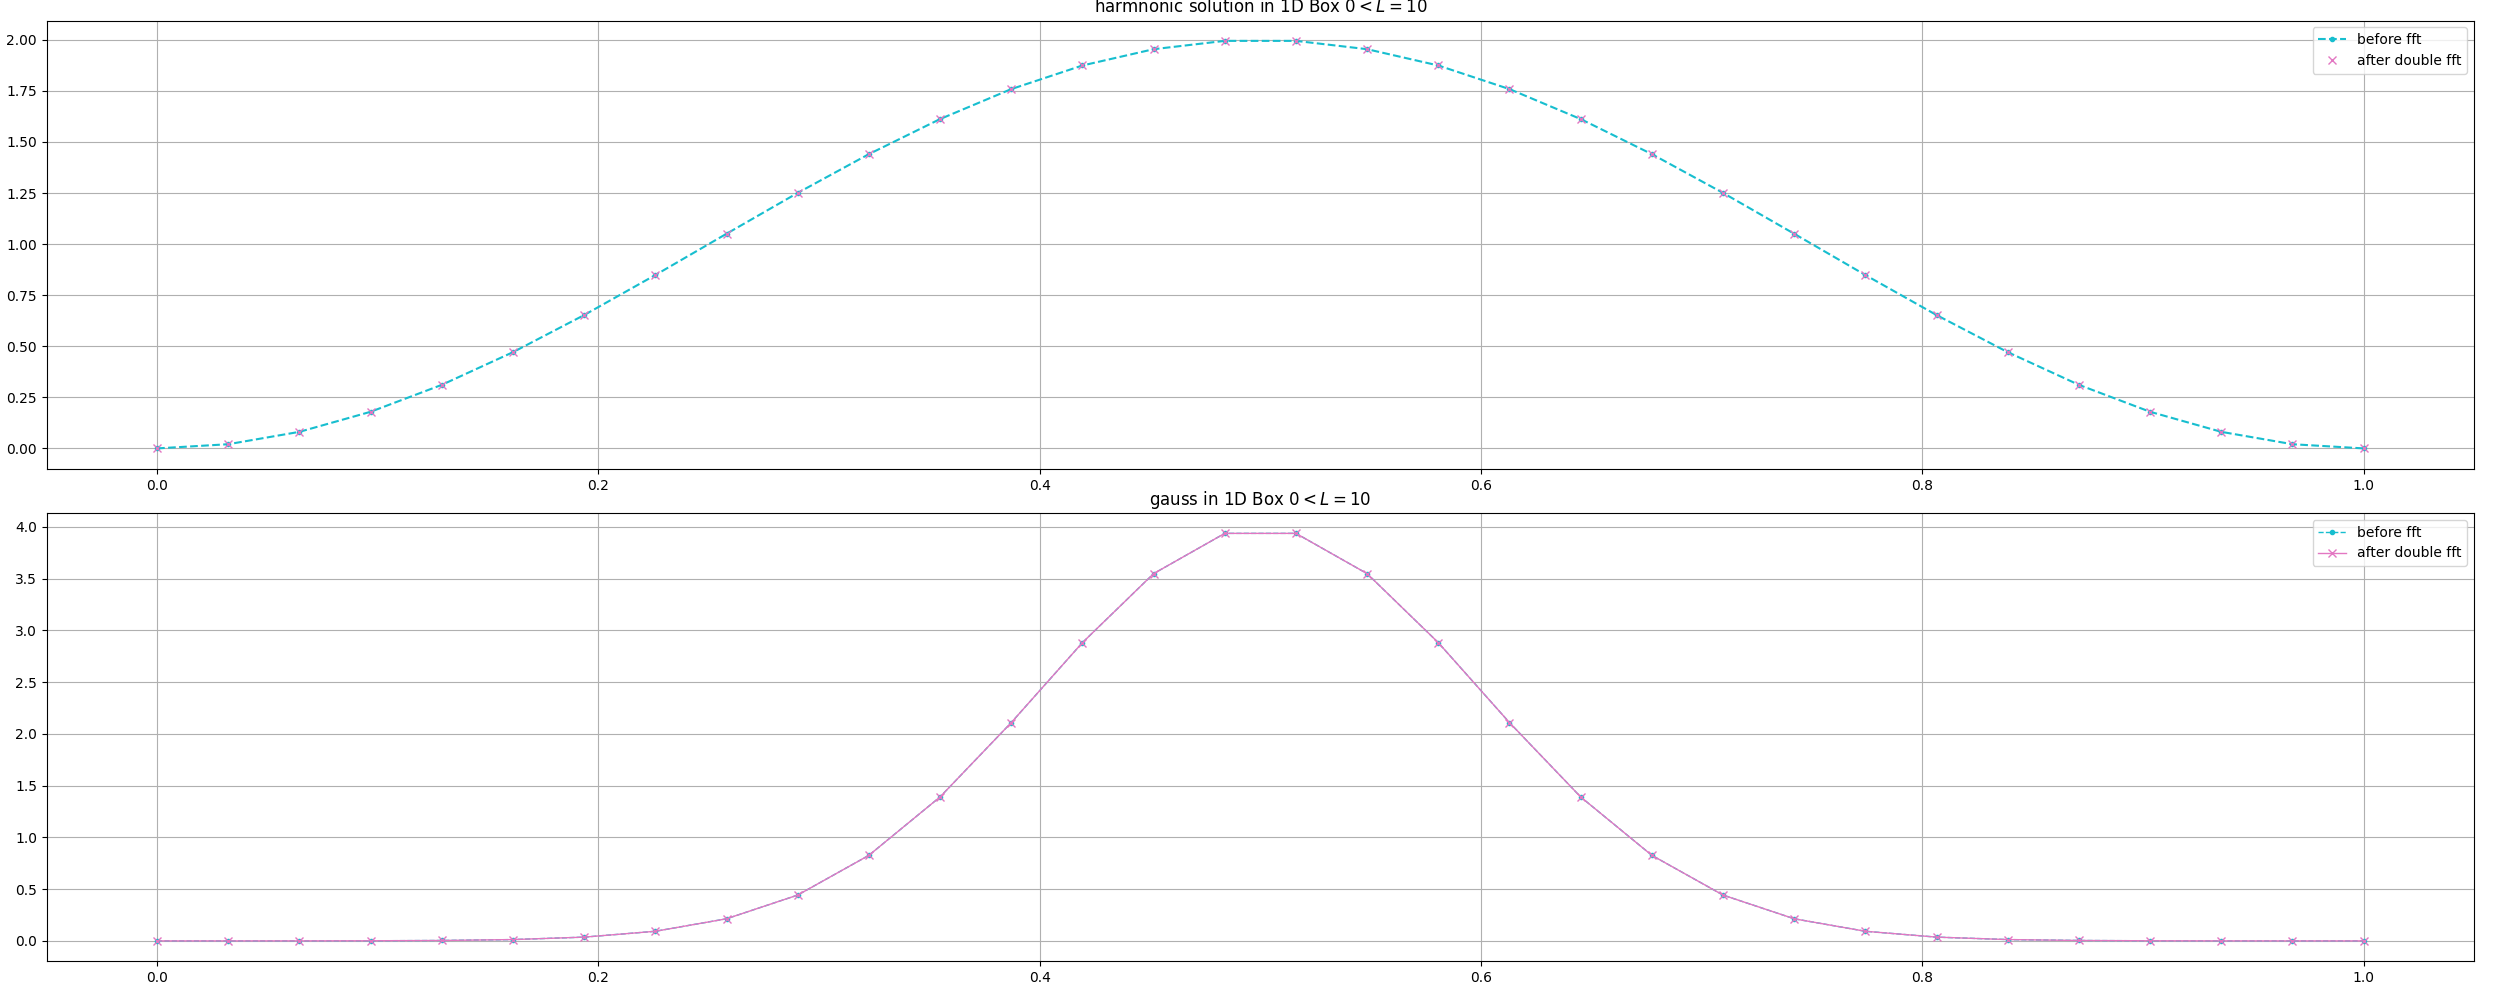 harmnonic solution in 1D Box 0 < L = 10
2.00
1.75
1.50
1.25
1.00
0.75
0.50
0.25
0.00
before fft
after double fft
0.0 0.2 0.4 0.6 0.8 1.0
gauss in 1D Box 0 < L = 10
4.0
3.5
3.0
2.5
2.0
1.5
1.0
0.5
0.0
before fft
after double fft
0.0 0.2 0.4 0.6 0.8 1.0